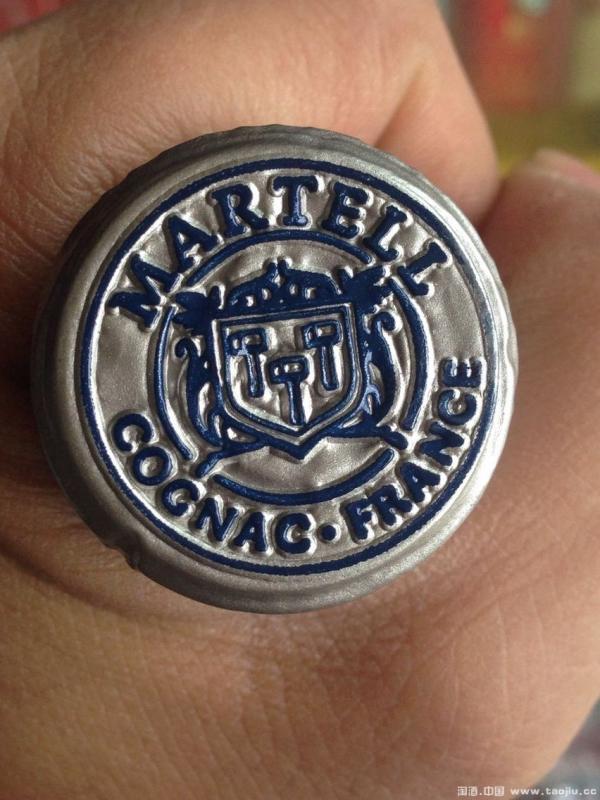 MARTELL
COGNAC · FRANCE
淘酒.中国 www.taojiu.cc